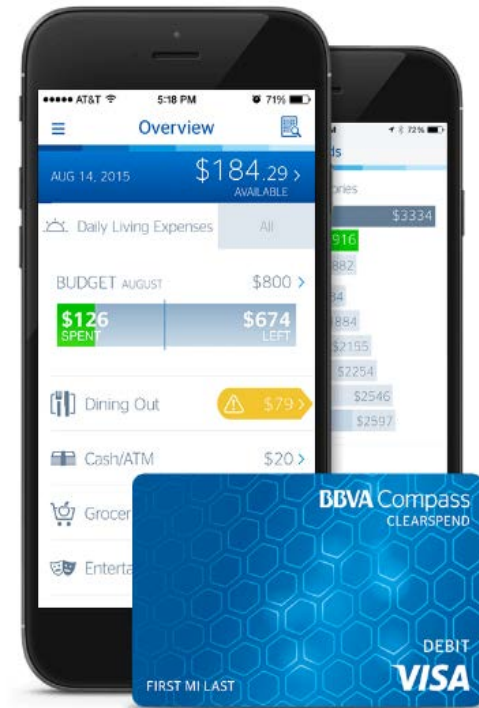 AT&T 5:18 PM 71%
Overview
AUG 14, 2015 $184.29 >
AVAILABLE
Daily Living Expenses All
BUDGET AUGUST $800 >
$126 $674
SPENT LEFT
Dining Out $79 >
Cash/ATM $20 >
Grocer
Enterta
72%
$3334
916
882
884
$2155
$2254
$2546
$2597
BBVA Compass
CLEARSPEND
DEBIT
FIRST MI LAST VISA